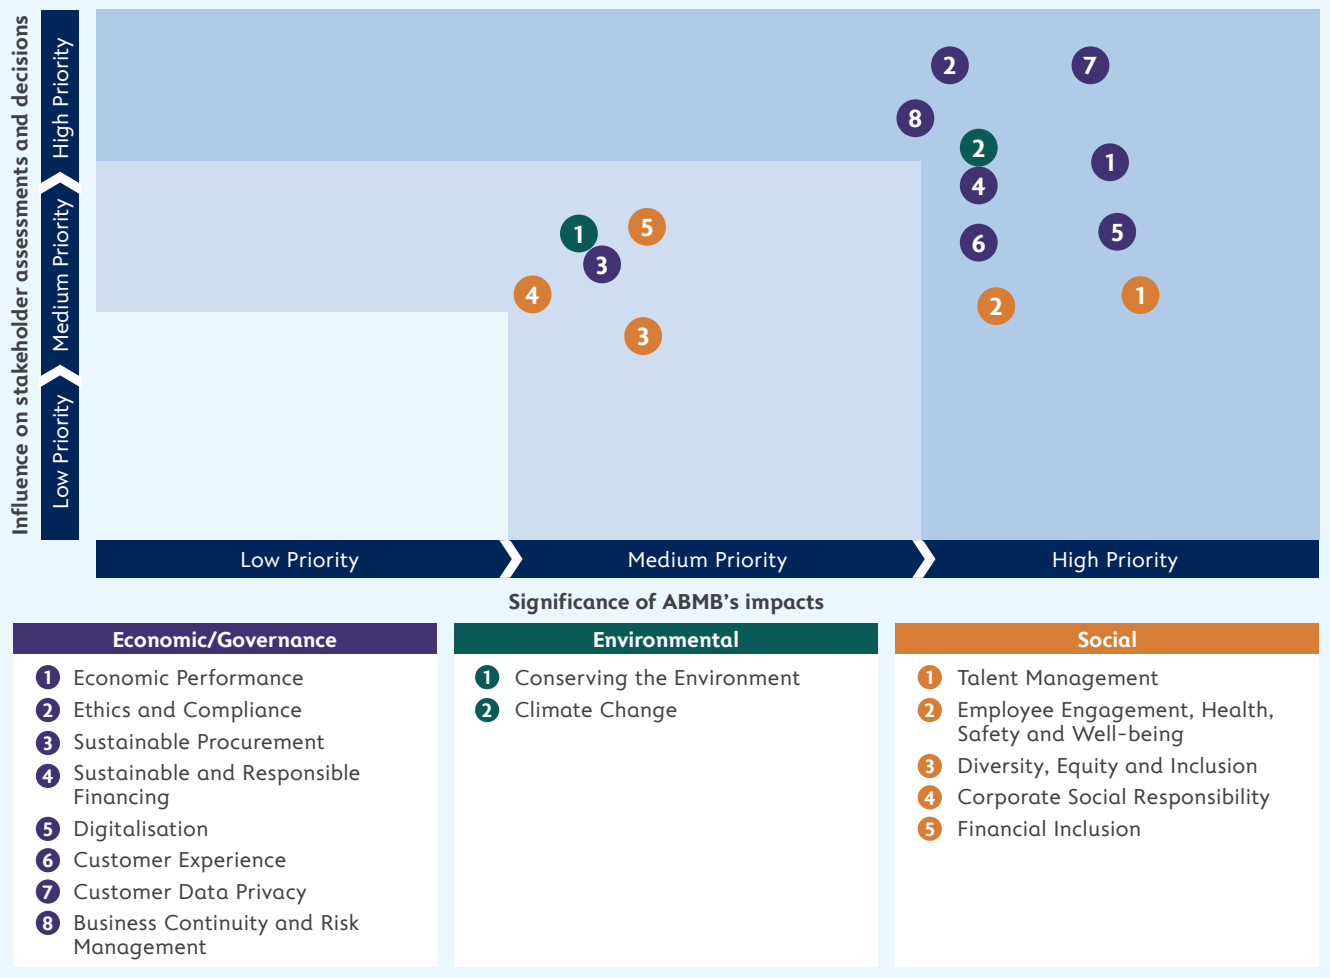 Influence on stakeholder assessments and decisions
High Priority
Medium Priority
Low Priority
2
7
8
2
1
4
5
1
5
6
3
4
1
2
3
Low Priority
Medium Priority
High Priority
Significance of ABMB’s impacts
Economic/Governance
1 Economic Performance
2 Ethics and Compliance
3 Sustainable Procurement
4 Sustainable and Responsible
Financing
5 Digitalisation
6 Customer Experience
7 Customer Data Privacy
8 Business Continuity and Risk
Management
Environmental
1 Conserving the Environment
2 Climate Change
Social
1 Talent Management
2 Employee Engagement, Health,
Safety and Well-being
3 Diversity, Equity and Inclusion
4 Corporate Social Responsibility
5 Financial Inclusion